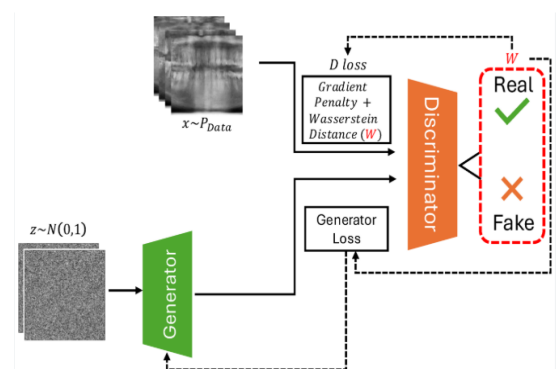 W
D loss
Real
Gradient
Penalty +
Wasserstein
Distance (W)
Discriminator
x~P_Data
Fake
z~N(0,1)
Generator
Loss
Generator